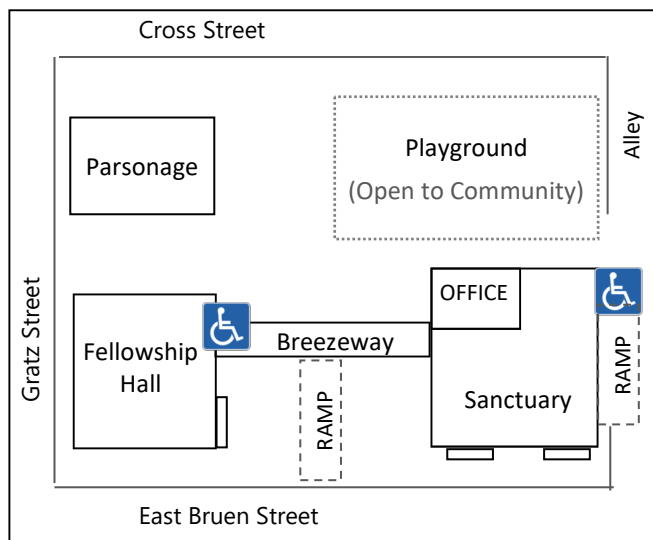 Cross Street
Alley
Parsonage
Playground
(Open to Community)
Gratz Street
OFFICE
Breezeway
Fellowship
Hall
RAMP
Sanctuary
RAMP
East Bruen Street